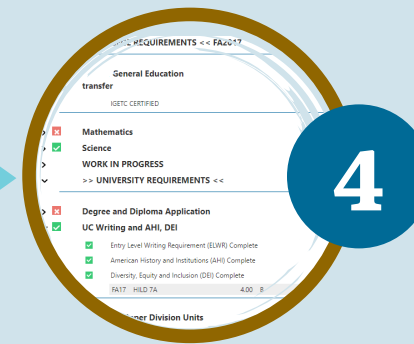 REQUIREMENTS << FA2017
General Education
transfer
IGETC CERTIFIED
Mathematics
Science
WORK IN PROGRESS
>> UNIVERSITY REQUIREMENTS <<
Degree and Diploma Application
UC Writing and AHI, DEI
Entry Level Writing Requirement (ELWR) Complete
American History and Institutions (AHI) Complete
Diversity, Equity and Inclusion (DEI) Complete
FA17 HILD 7A 4.00 B
Division Units
4